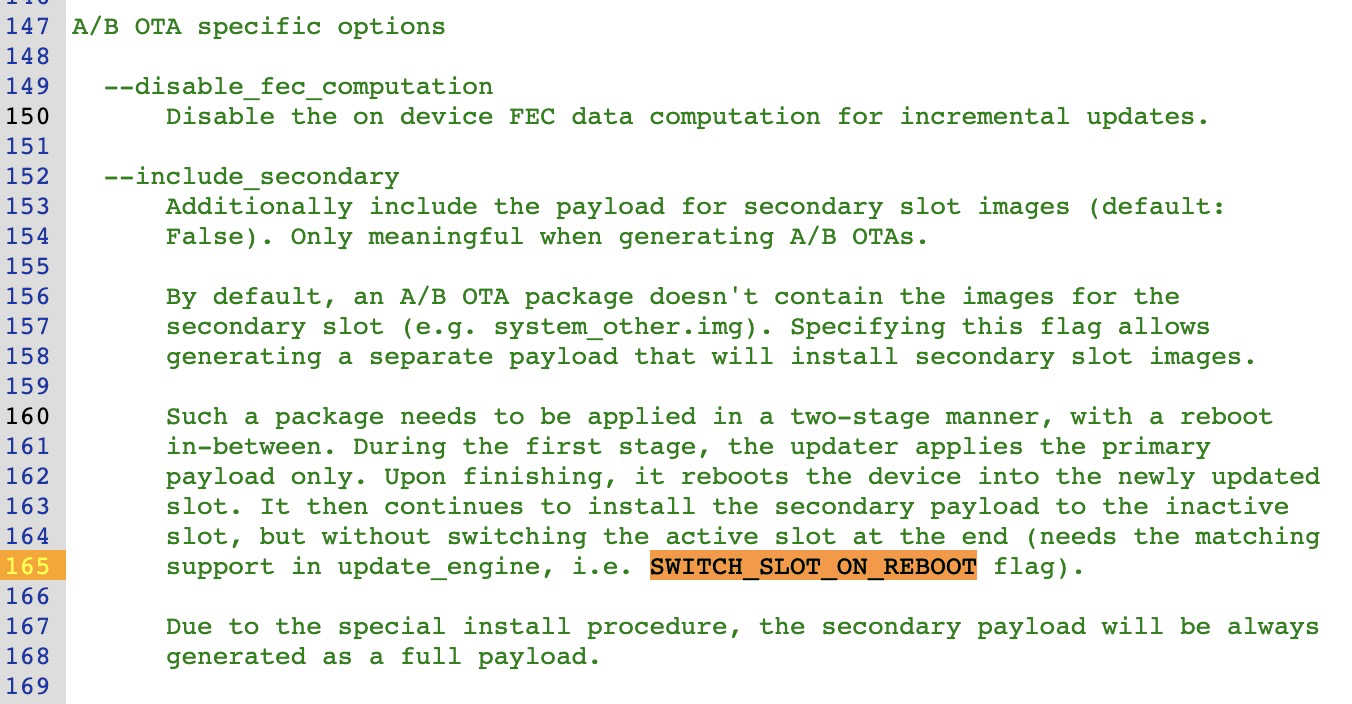 147 A/B OTA specific options
148
149 --disable_fec_computation
150 Disable the on device FEC data computation for incremental updates.
151
152 --include_secondary
153 Additionally include the payload for secondary slot images (default:
154 False). Only meaningful when generating A/B OTAs.
155
156 By default, an A/B OTA package doesn't contain the images for the
157 secondary slot (e.g. system_other.img). Specifying this flag allows
158 generating a separate payload that will install secondary slot images.
159
160 Such a package needs to be applied in a two-stage manner, with a reboot
161 in-between. During the first stage, the updater applies the primary
162 payload only. Upon finishing, it reboots the device into the newly updated
163 slot. It then continues to install the secondary payload to the inactive
164 slot, but without switching the active slot at the end (needs the matching
165 support in update_engine, i.e. SWITCH_SLOT_ON_REBOOT flag).
166
167 Due to the special install procedure, the secondary payload will be always
168 generated as a full payload.
169